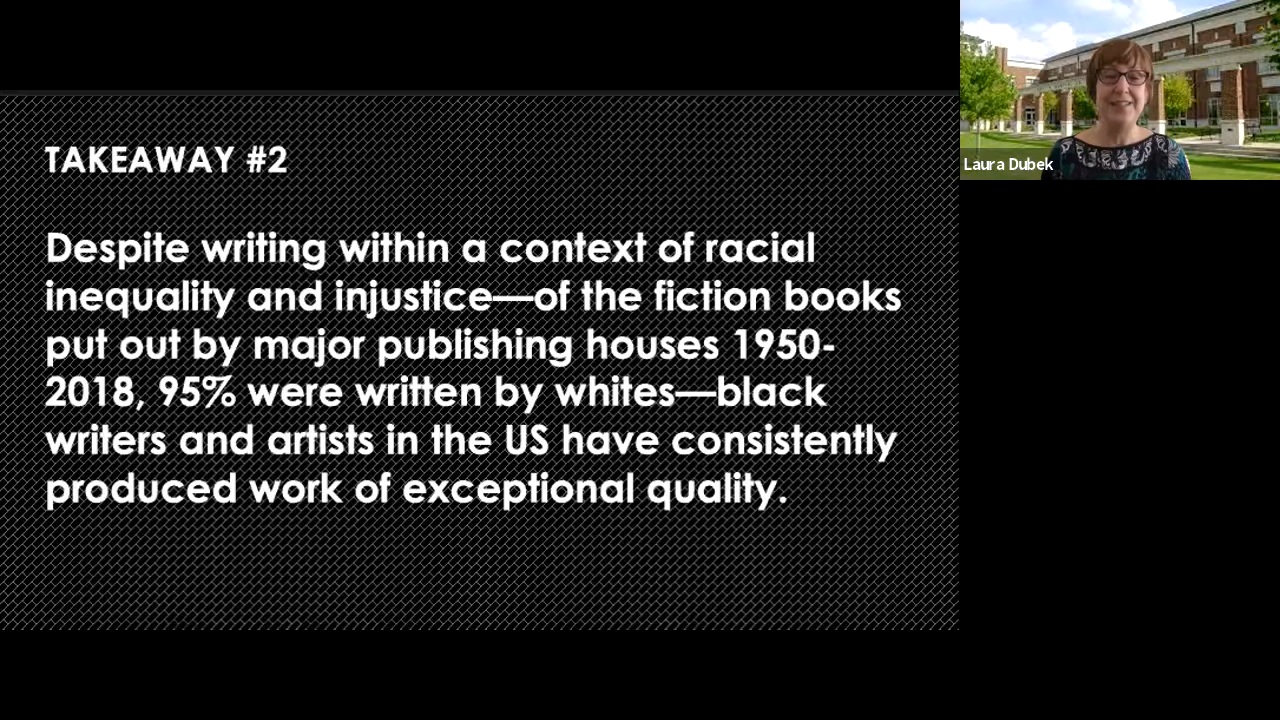 TAKEAWAY #2
Despite writing within a context of racial
inequality and injustice—of the fiction books
put out by major publishing houses 1950-
2018, 95% were written by whites—black
writers and artists in the US have consistently
produced work of exceptional quality.
Laura Dubek